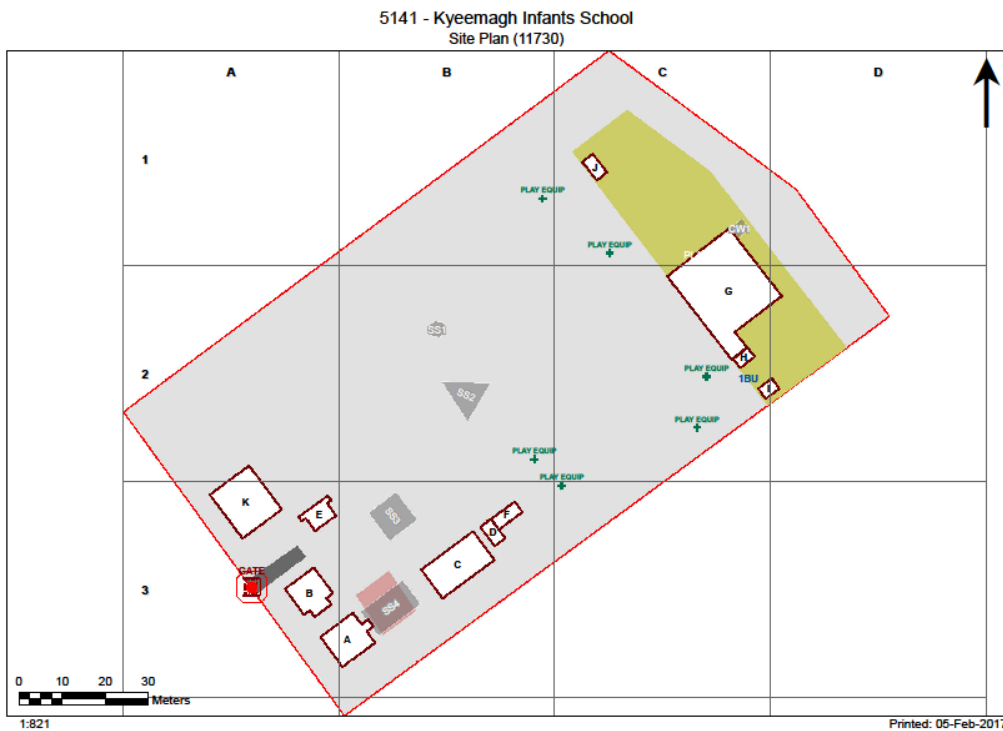 5141 - Kyeemagh Infants School
Site Plan (11730)
A B C D
1
J
PLAY EQUIP
CW1
PLAY EQUIP
G
SS1
H
2
PLAY EQUIP
1BU
I
SS2
PLAY EQUIP
PLAY EQUIP
PLAY EQUIP
K
E
SS3
F
D
C
GATE
3
B
SS4
A
0 10 20 30
Meters
1:821
Printed: 05-Feb-2017